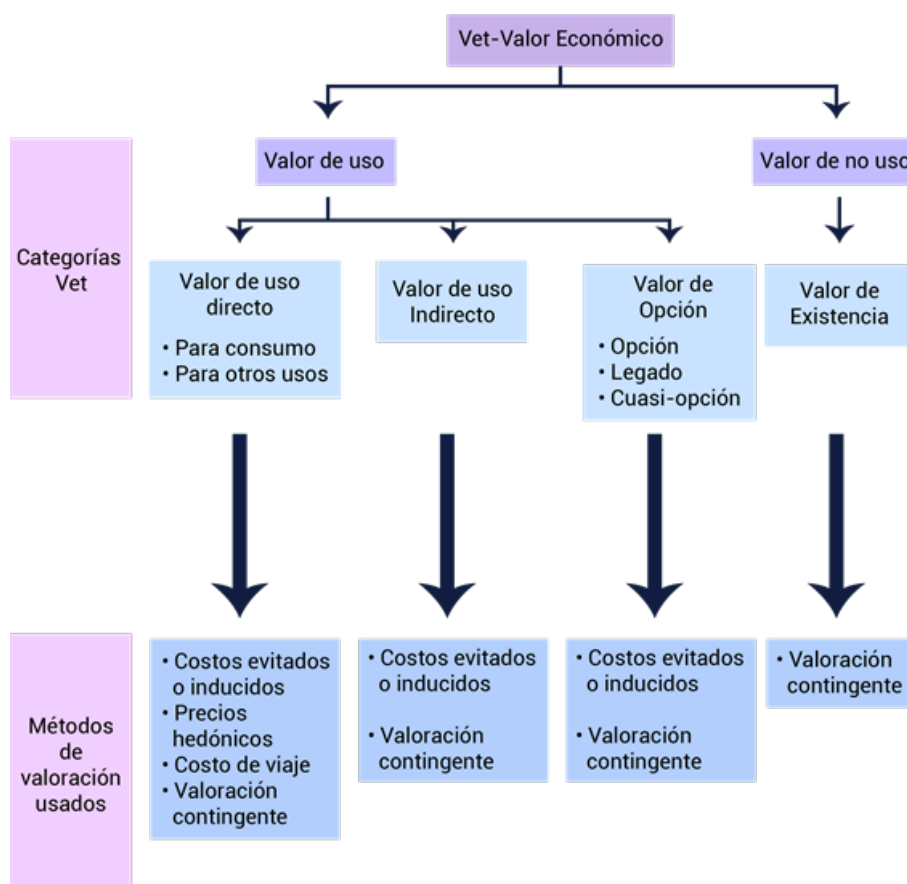 Vet-Valor Económico
Valor de uso
Valor de no uso
Categorías
Vet
Valor de uso
directo
• Para consumo
• Para otros usos
Valor de uso
Indirecto
Valor de
Opción
• Opción
• Legado
• Cuasi-opción
Valor de
Existencia
Métodos
de
valoración
usados
• Costos evitados
o inducidos
• Precios
hedónicos
• Costo de viaje
• Valoración
contingente
• Costos evitados
o inducidos
• Valoración
contingente
• Costos evitados
o inducidos
• Valoración
contingente
• Valoración
contingente